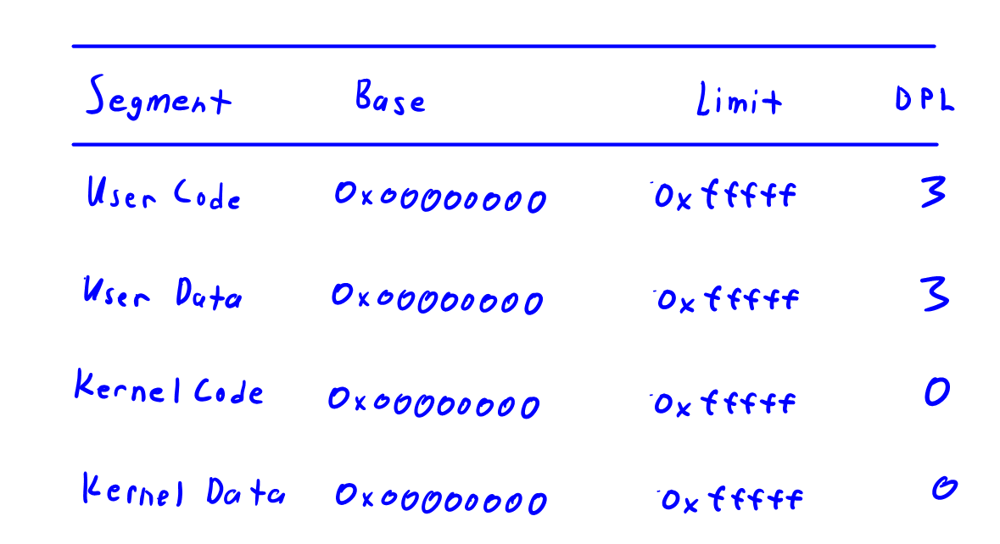 Segment Base Limit DPL
User Code 0x00000000 0xfffff 3
User Data 0x00000000 0xfffff 3
Kernel Code 0x00000000 0xfffff 0
Kernel Data 0x00000000 0xfffff 0